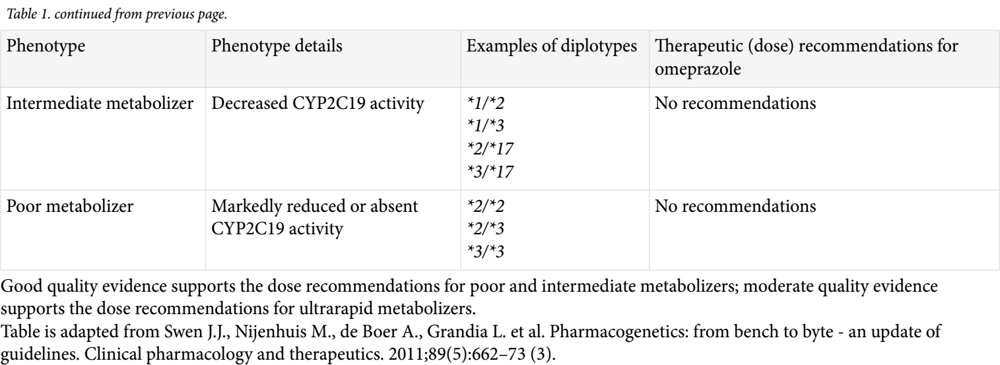 Table 1. continued from previous page.
Phenotype
Phenotype details
Examples of diplotypes
Therapeutic (dose) recommendations for
omeprazole
Intermediate metabolizer
Decreased CYP2C19 activity
*1/*2
*1/*3
*2/*17
*3/*17
No recommendations
Poor metabolizer
Markedly reduced or absent
CYP2C19 activity
*2/*2
*2/*3
*3/*3
No recommendations
Good quality evidence supports the dose recommendations for poor and intermediate metabolizers; moderate quality evidence
supports the dose recommendations for ultrarapid metabolizers.
Table is adapted from Swen J.J., Nijenhuis M., de Boer A., Grandia L. et al. Pharmacogenetics: from bench to byte - an update of
guidelines. Clinical pharmacology and therapeutics. 2011;89(5):662–73 (3).